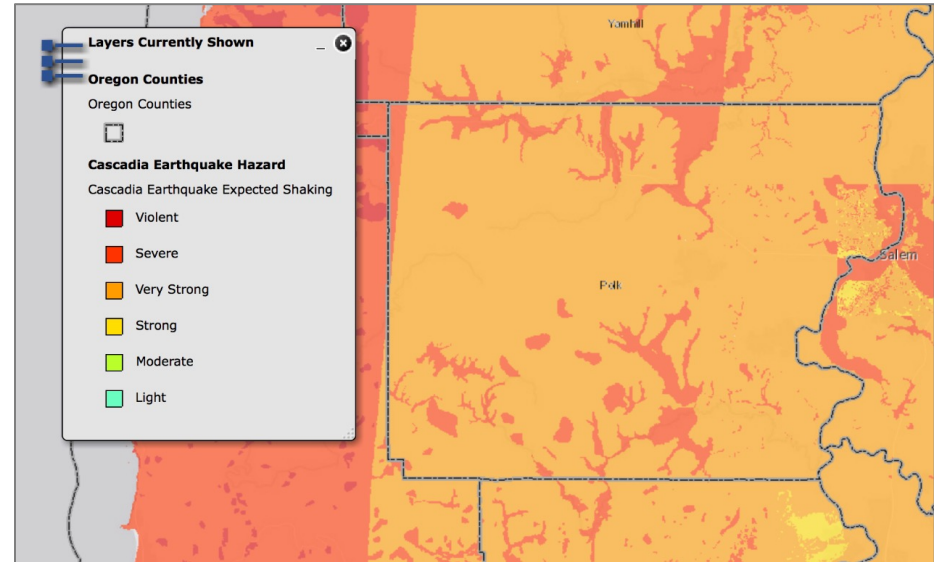 Yamhill
Layers Currently Shown
Oregon Counties
Oregon Counties
Cascadia Earthquake Hazard
Cascadia Earthquake Expected Shaking
Violent
Severe
Very Strong
Strong
Moderate
Light
Polk
Salem